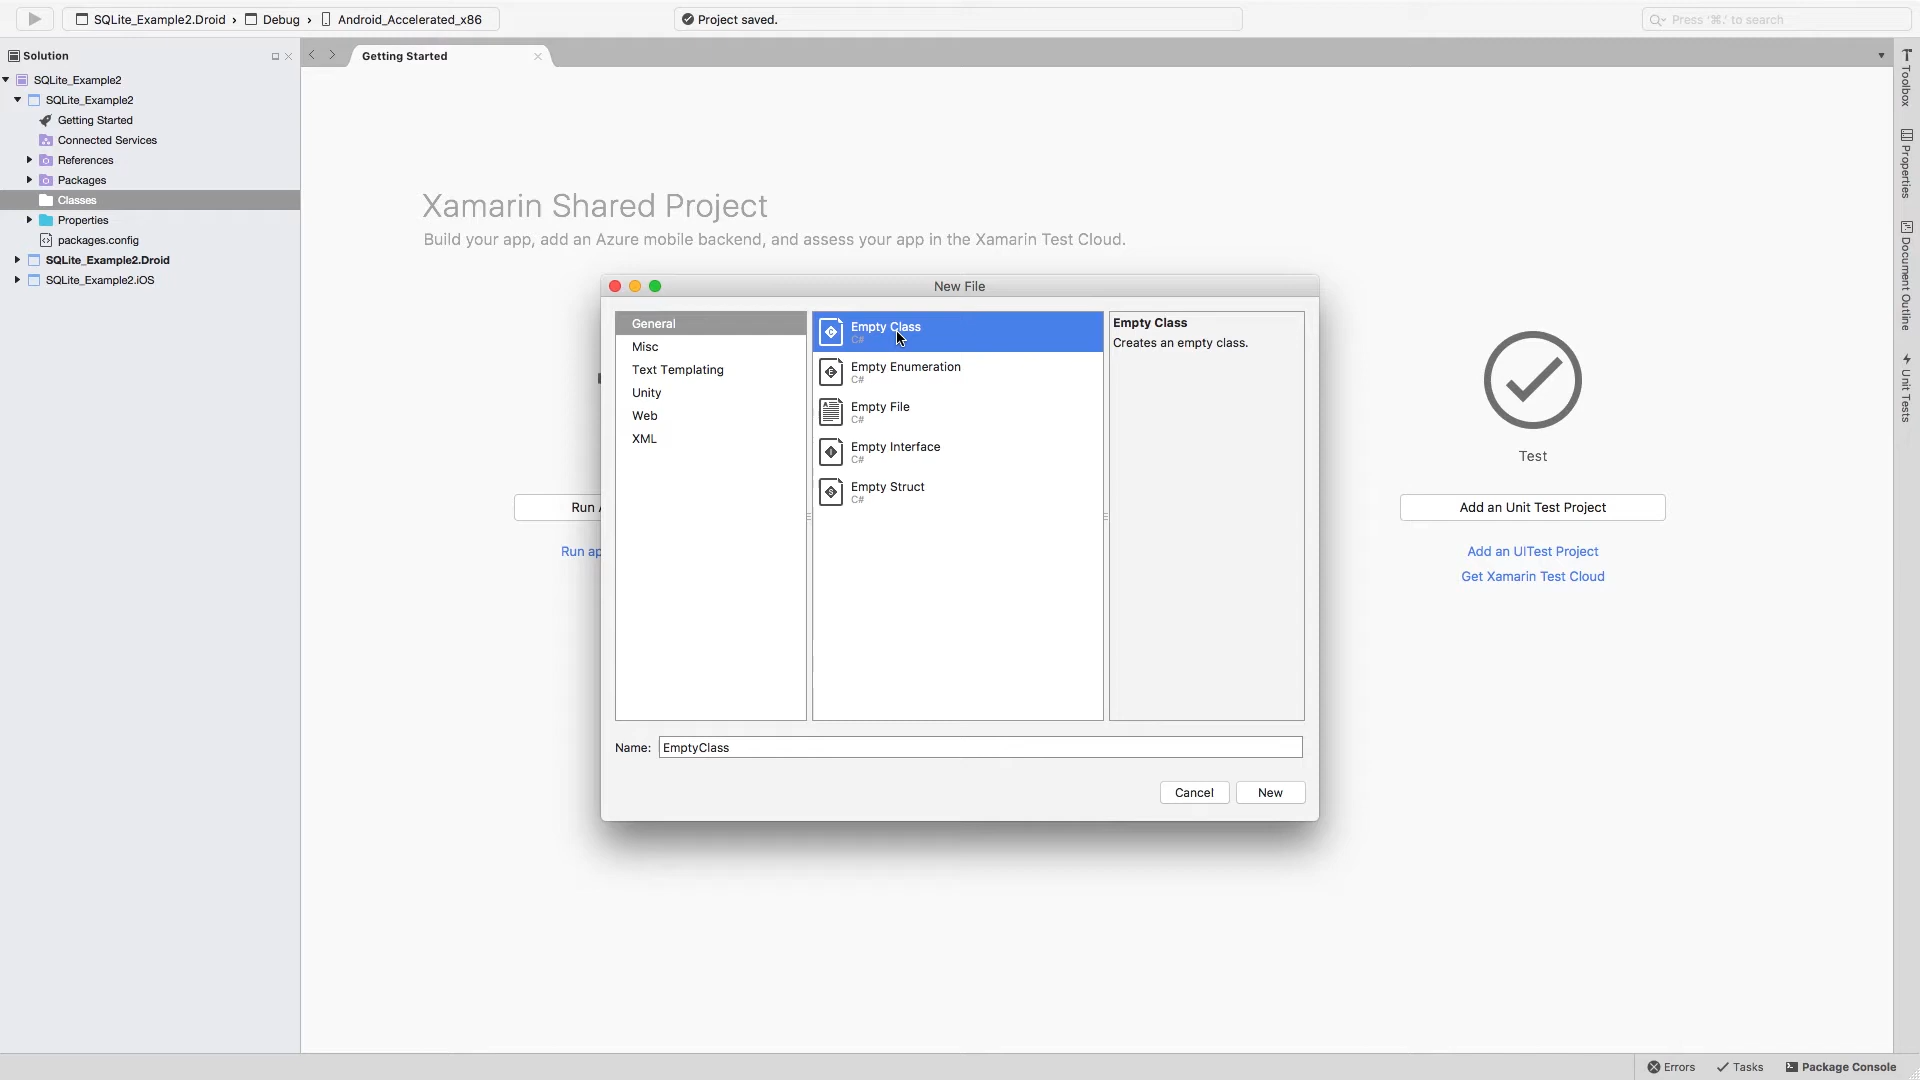 SQLite_Example2.Droid › Debug › Android_Accelerated_x86
Project saved.
Press '⌘.' to search
Solution
Getting Started
SQLite_Example2
SQLite_Example2
Getting Started
Connected Services
References
Packages
Classes
Properties
packages.config
SQLite_Example2.Droid
SQLite_Example2.iOS
Xamarin Shared Project
Build your app, add an Azure mobile backend, and assess your app in the Xamarin Test Cloud.
New File
General
Misc
Text Templating
Unity
Web
XML
Empty Class
C#
Empty Enumeration
C#
Empty File
C#
Empty Interface
C#
Empty Struct
C#
Empty Class
Creates an empty class.
Name: EmptyClass
Cancel
New
Run
Run ap
Test
Add an Unit Test Project
Add an UITest Project
Get Xamarin Test Cloud
Toolbox
Properties
Document Outline
Unit Tests
Errors
Tasks
Package Console